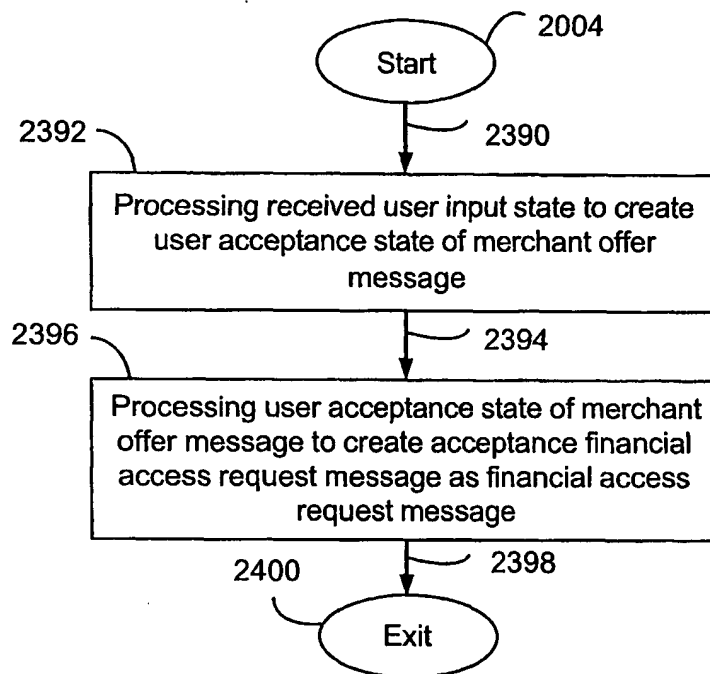 2004
Start
2390
2392
Processing received user input state to create
user acceptance state of merchant offer
message
2394
2396
Processing user acceptance state of merchant
offer message to create acceptance financial
access request message as financial access
request message
2398
2400
Exit